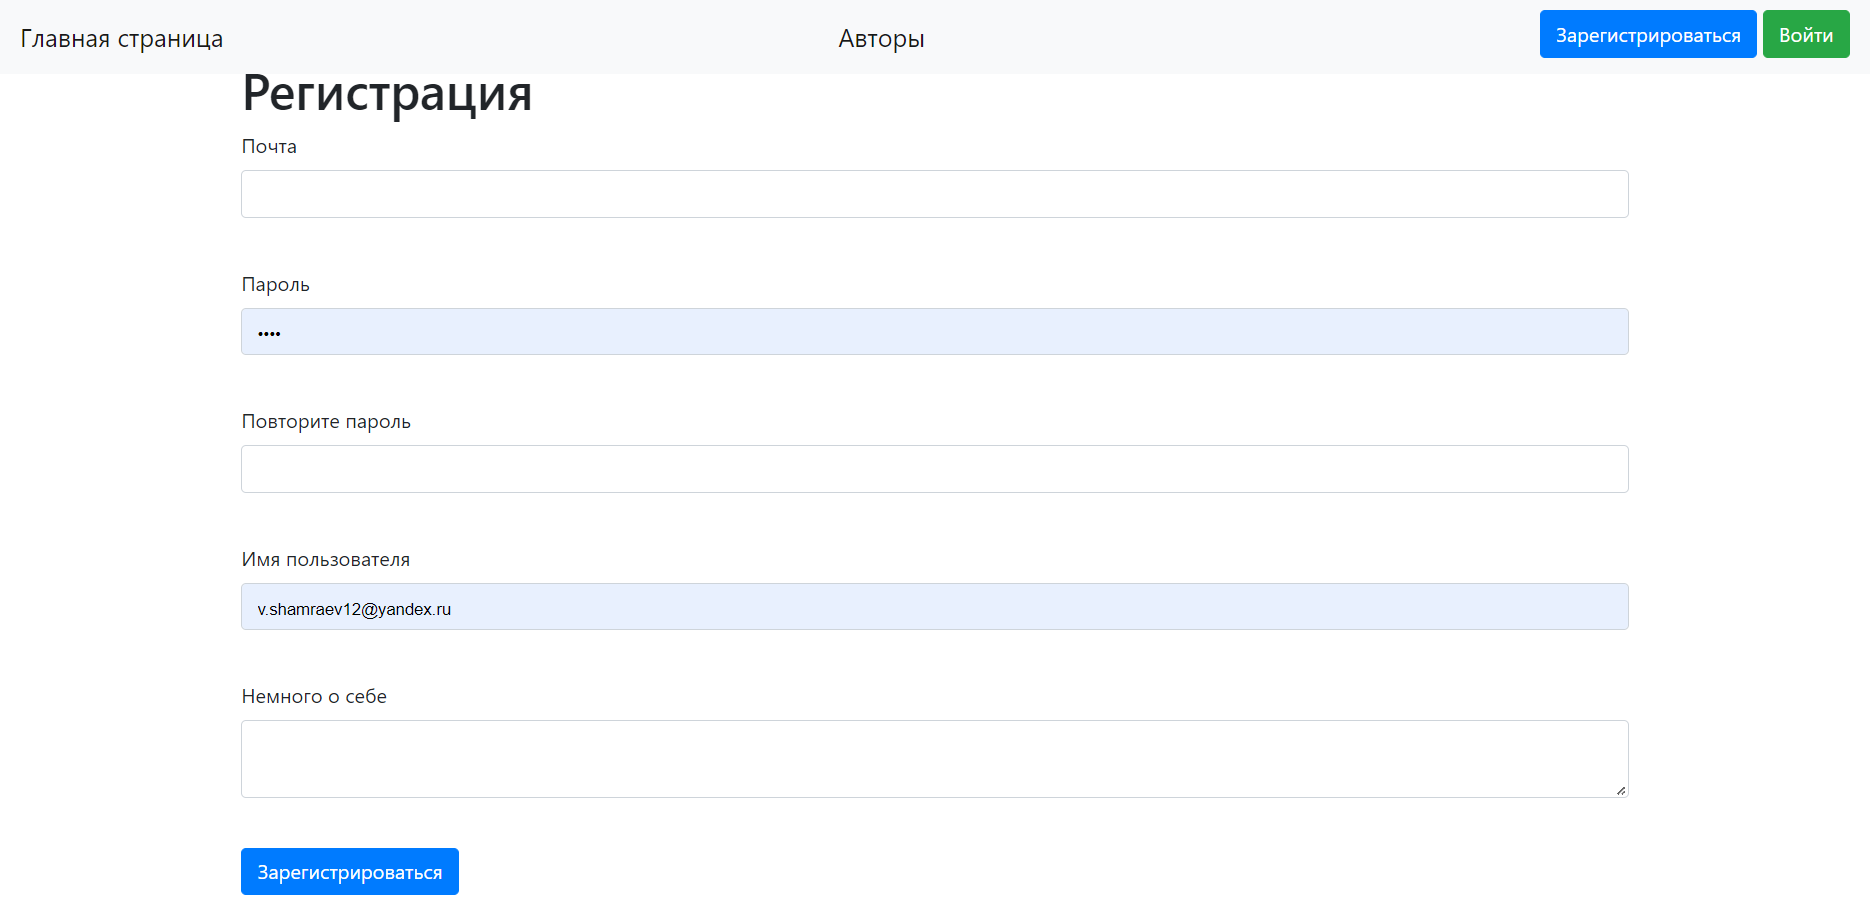 Главная страница
Авторы
Зарегистрироваться
Войти
Регистрация
Почта
Пароль
••••
Повторите пароль
Имя пользователя
v.shamraev12@yandex.ru
Немного о себе
Зарегистрироваться